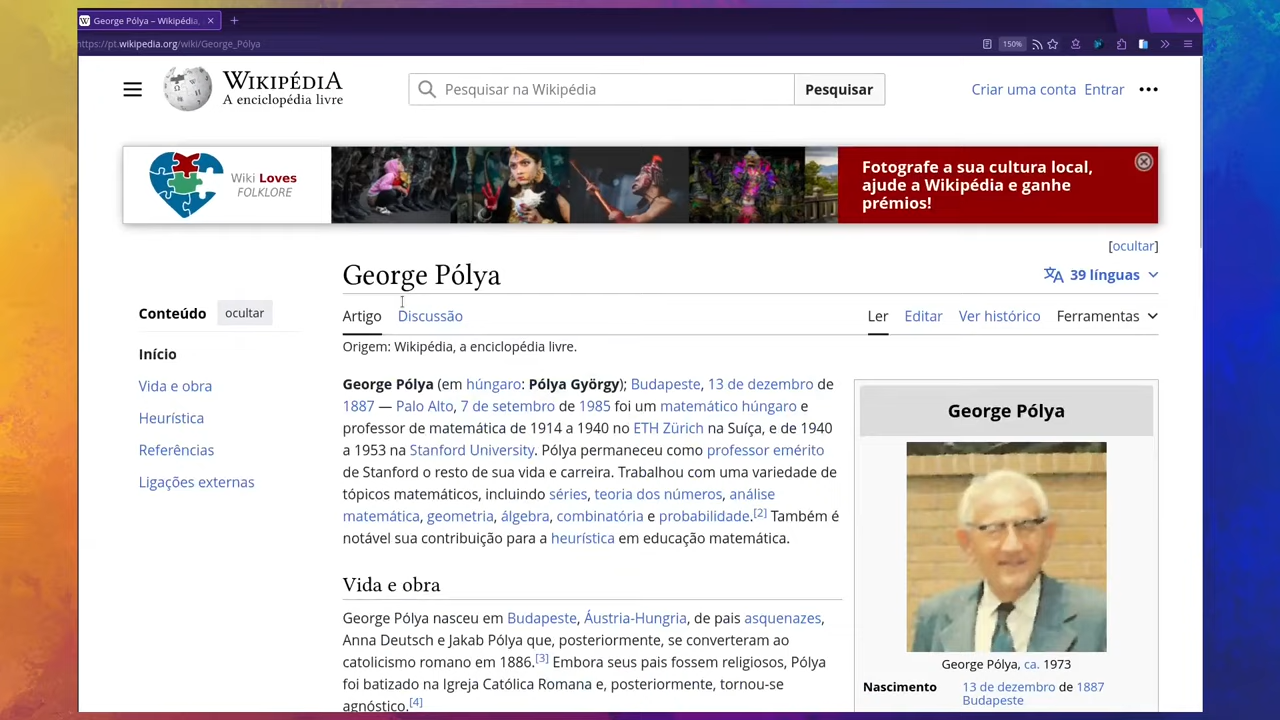 George Pólya – Wikipédia,
https://pt.wikipedia.org/wiki/George_Pólya
150%
WIKIPÉDIA
A enciclopédia livre
Pesquisar na Wikipédia
Pesquisar
Criar uma conta
Entrar
Wiki Loves
FOLKLORE
Fotografe a sua cultura local,
ajude a Wikipédia e ganhe
prémios!
[ocultar]
George Pólya
39 línguas
Conteúdo
ocultar
Início
Vida e obra
Heurística
Referências
Ligações externas
Artigo
Discussão
Ler
Editar
Ver histórico
Ferramentas
Origem: Wikipédia, a enciclopédia livre.
George Pólya (em húngaro: Pólya György); Budapeste, 13 de dezembro de
1887 — Palo Alto, 7 de setembro de 1985 foi um matemático húngaro e
professor de matemática de 1914 a 1940 no ETH Zürich na Suíça, e de 1940
a 1953 na Stanford University. Pólya permaneceu como professor emérito
de Stanford o resto de sua vida e carreira. Trabalhou com uma variedade de
tópicos matemáticos, incluindo séries, teoria dos números, análise
matemática, geometria, álgebra, combinatória e probabilidade.[2] Também é
notável sua contribuição para a heurística em educação matemática.
Vida e obra
George Pólya nasceu em Budapeste, Áustria-Hungria, de pais asquenazes,
Anna Deutsch e Jakab Pólya que, posteriormente, se converteram ao
catolicismo romano em 1886.[3] Embora seus pais fossem religiosos, Pólya
foi batizado na Igreja Católica Romana e, posteriormente, tornou-se
agnóstico.[4]
George Pólya
George Pólya, ca. 1973
Nascimento
13 de dezembro de 1887
Budapeste